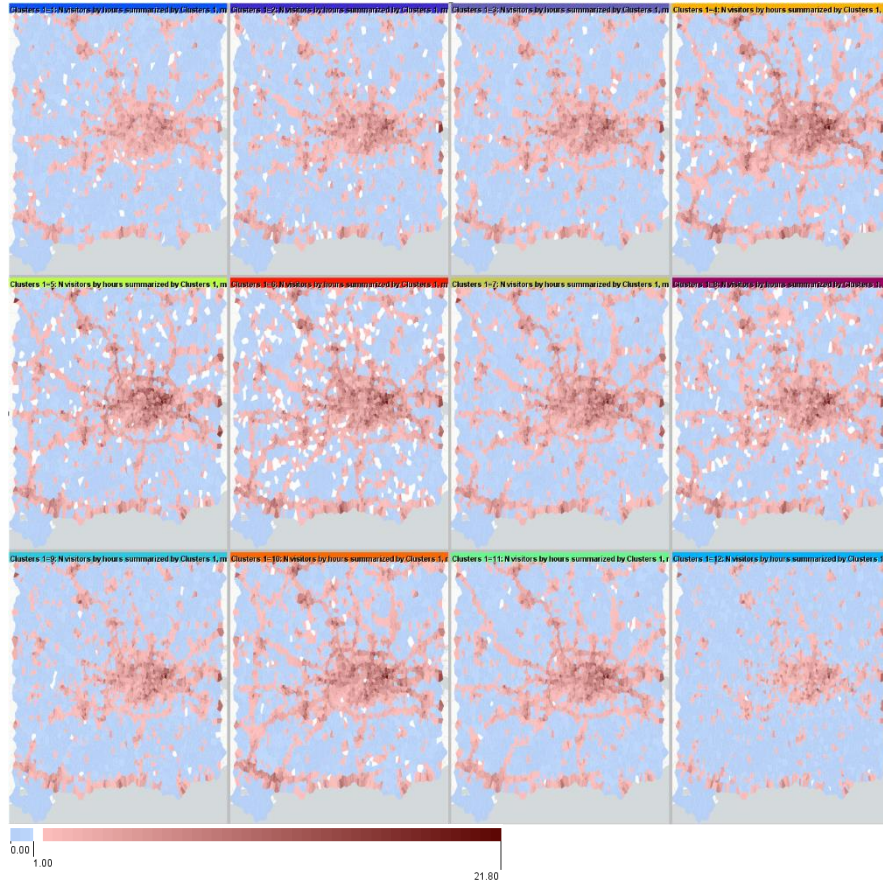 Clusters 1=1: N visitors by hours summarized by Clusters 1, m
Clusters 1=2: N visitors by hours summarized by Clusters 1, m
Clusters 1=3: N visitors by hours summarized by Clusters 1, m
Clusters 1=4: N visitors by hours summarized by Clusters 1,
Clusters 1=5: N visitors by hours summarized by Clusters 1, m
Clusters 1=6: N visitors by hours summarized by Clusters 1, m
Clusters 1=7: N visitors by hours summarized by Clusters 1, m
Clusters 1=8: N visitors by hours summarized by Clusters 1,
Clusters 1=9: N visitors by hours summarized by Clusters 1, m
Clusters 1=10: N visitors by hours summarized by Clusters 1, r
Clusters 1=11: N visitors by hours summarized by Clusters 1, r
Clusters 1=12: N visitors by hours summarized by Clusters 1
0.00
1.00
21.80